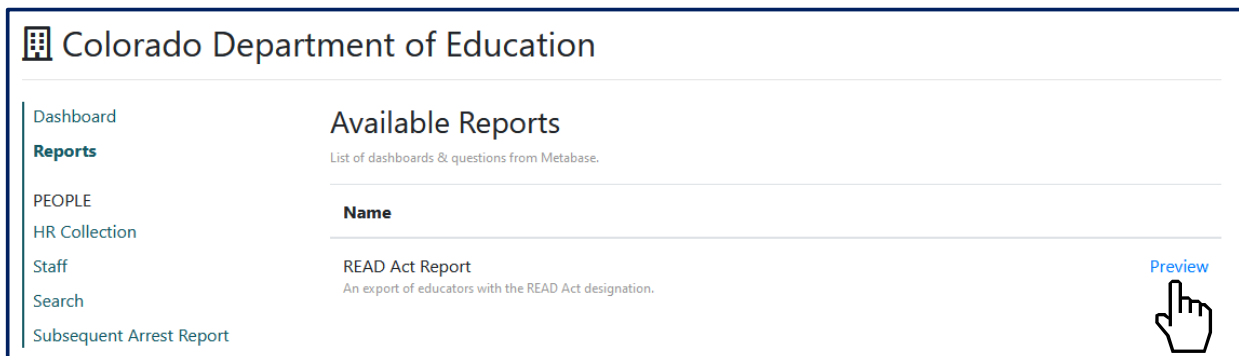 Colorado Department of Education
Dashboard
Reports
PEOPLE
HR Collection
Staff
Search
Subsequent Arrest Report
Available Reports
List of dashboards & questions from Metabase.
Name
READ Act Report
Preview
An export of educators with the READ Act designation.